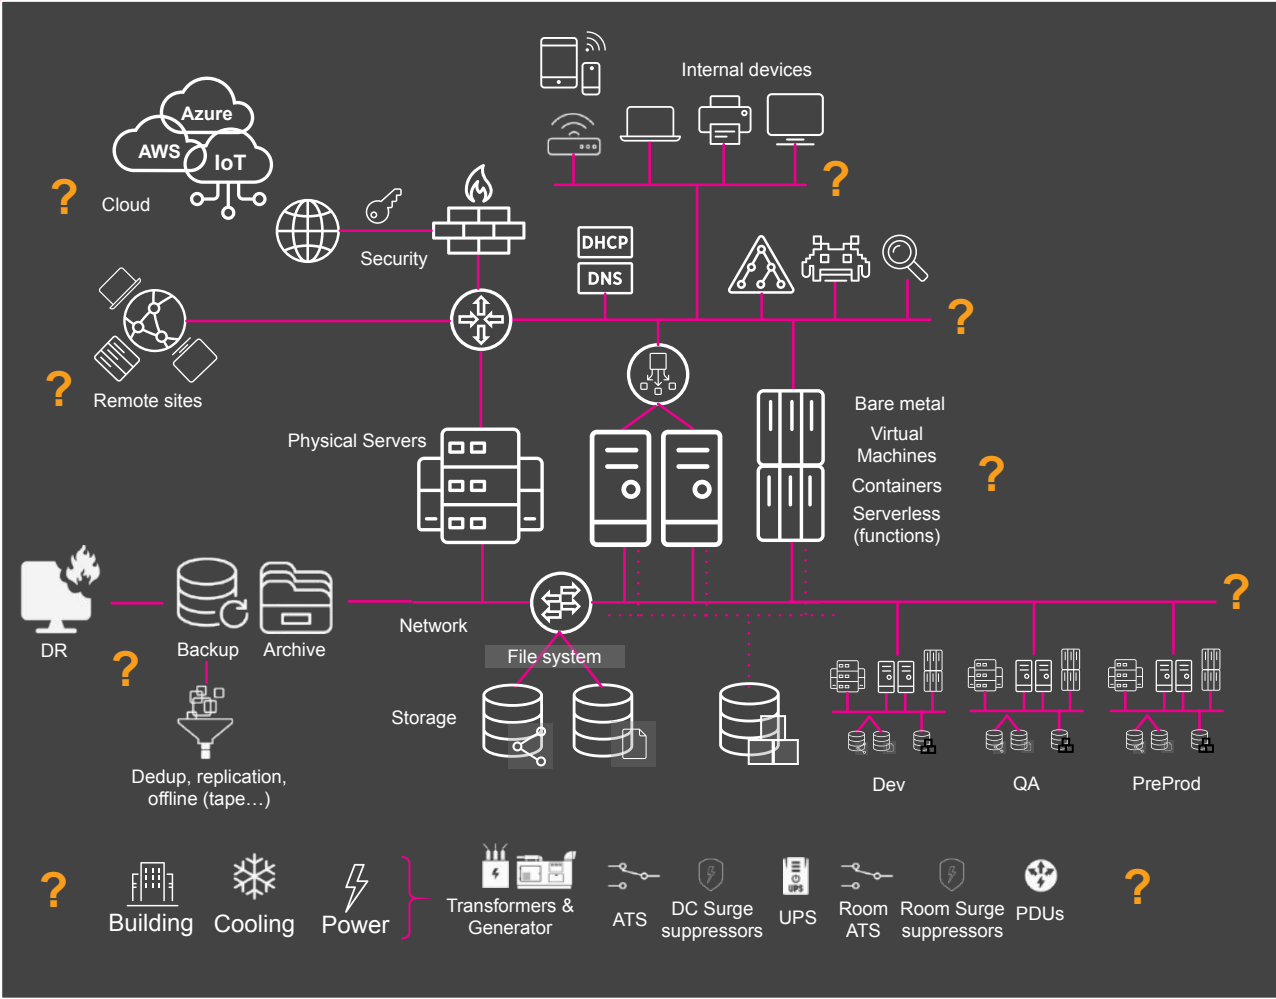 Internal devices
Azure
AWS
IoT
?
Cloud
?
Security
DHCP
DNS
?
?
Remote sites
Physical Servers
Bare metal
Virtual
Machines
Containers
Serverless
(functions)
?
?
DR
Backup
Archive
Network
File system
?
Storage
Dedup, replication,
offline (tape…)
Dev
QA
PreProd
?
Building
Cooling
Power
Transformers &
Generator
ATS
DC Surge
suppressors
UPS
UPS
Room
ATS
Room Surge
suppressors
PDUs
?